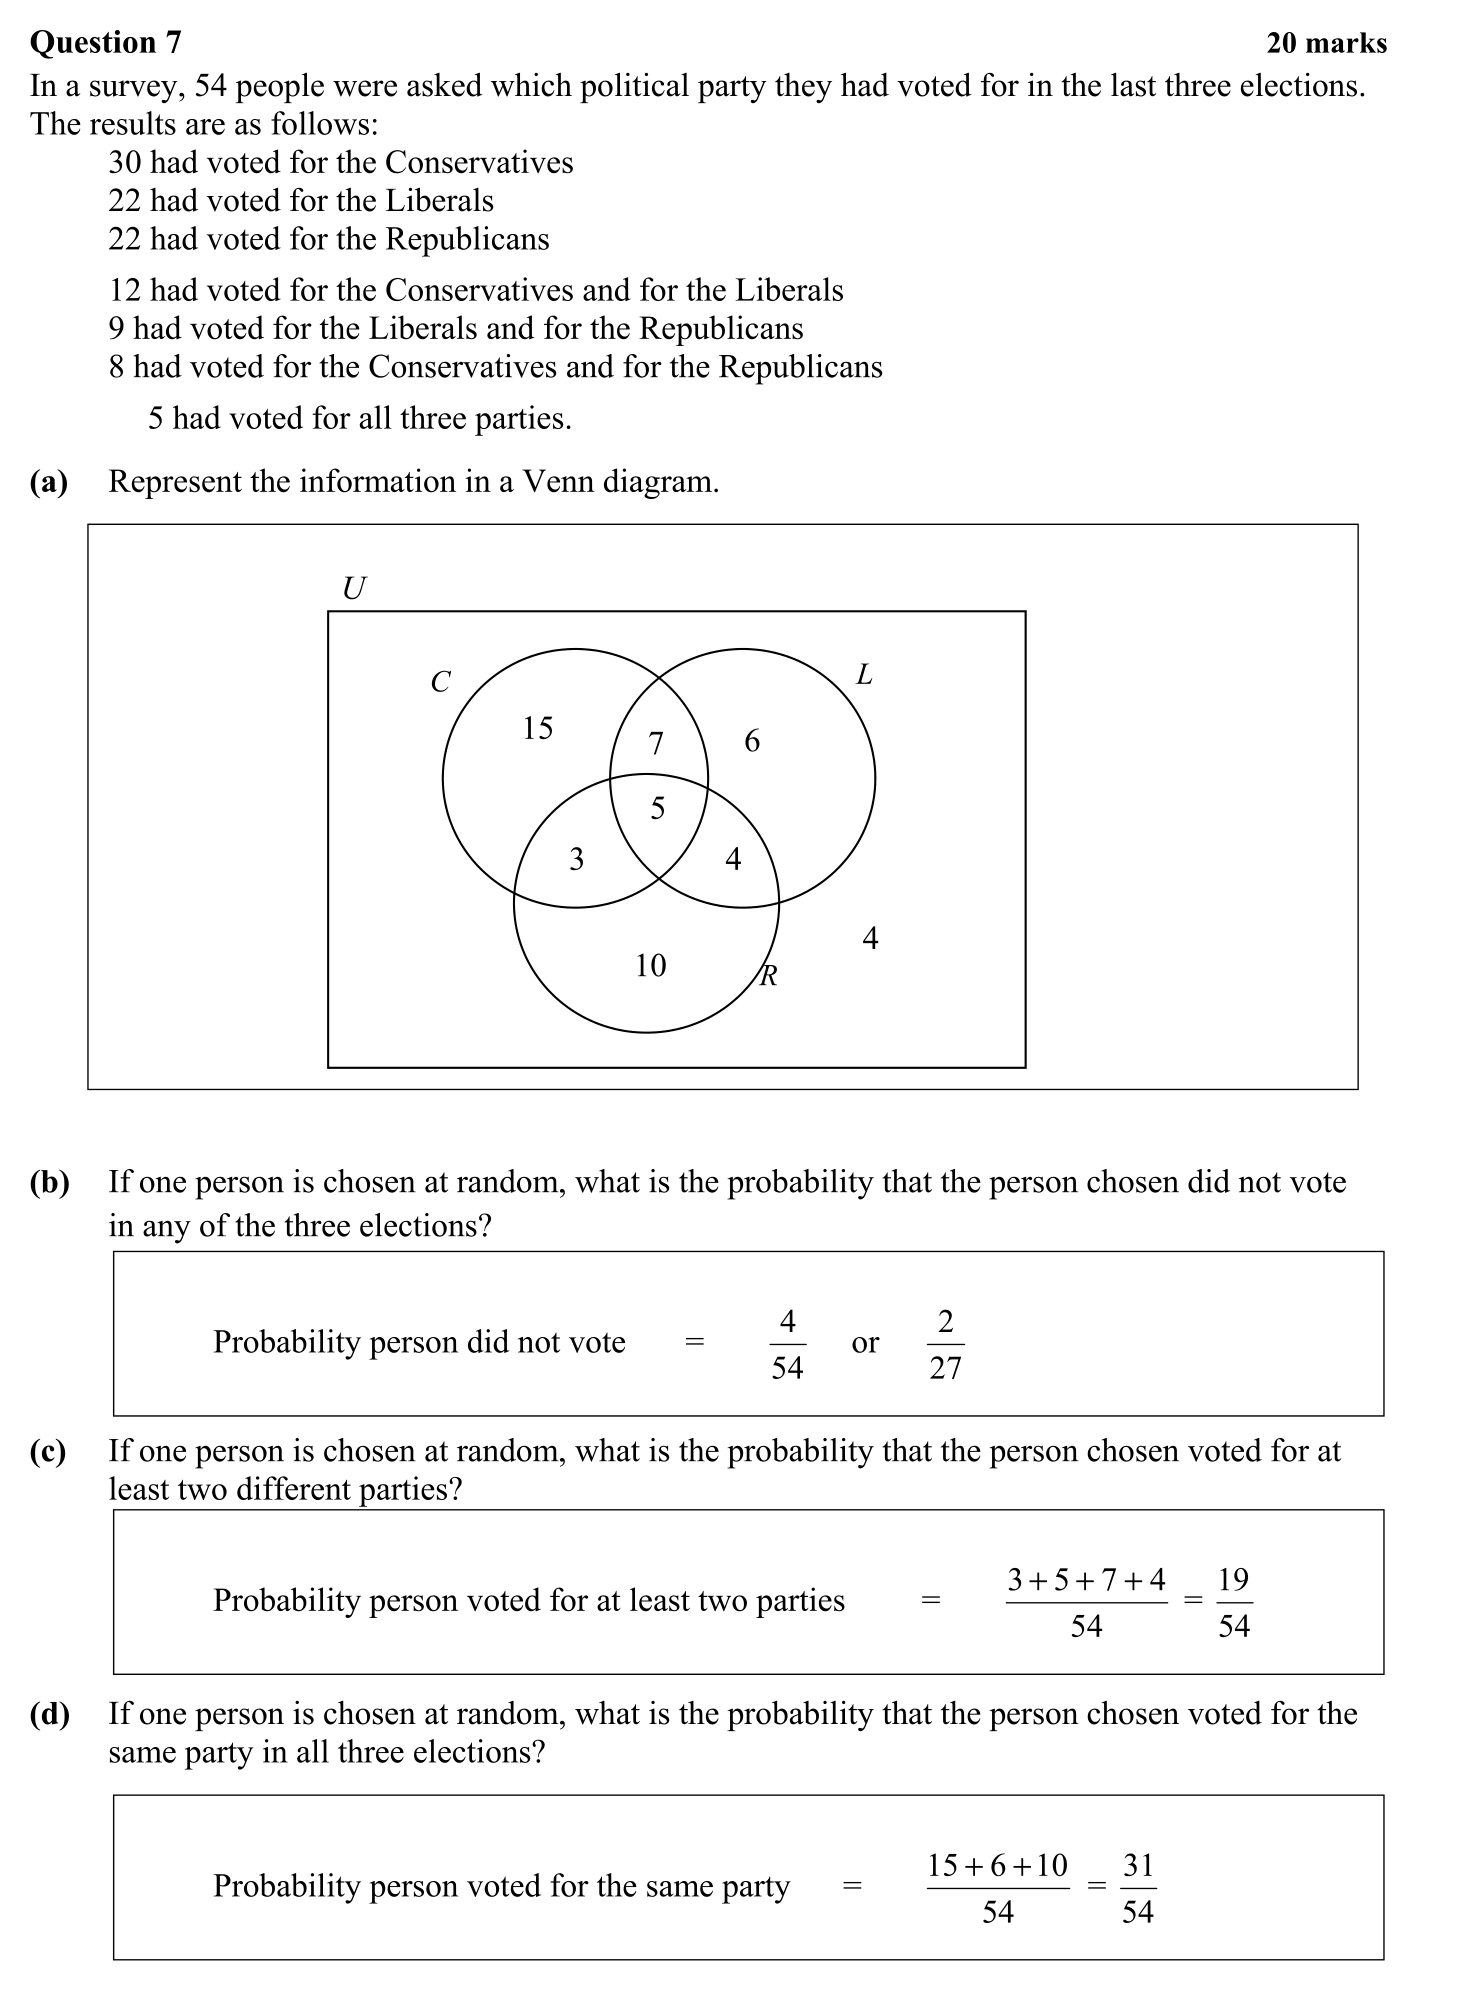 Question 7 20 marks
In a survey, 54 people were asked which political party they had voted for in the last three elections.
The results are as follows:
30 had voted for the Conservatives
22 had voted for the Liberals
22 had voted for the Republicans
12 had voted for the Conservatives and for the Liberals
9 had voted for the Liberals and for the Republicans
8 had voted for the Conservatives and for the Republicans
5 had voted for all three parties.
(a) Represent the information in a Venn diagram.
U
C L
15 7 6
5
3 4
4
10 R
(b) If one person is chosen at random, what is the probability that the person chosen did not vote
in any of the three elections?
Probability person did not vote = 4/54 or 2/27
(c) If one person is chosen at random, what is the probability that the person chosen voted for at
least two different parties?
Probability person voted for at least two parties = 3+5+7+4/54 = 19/54
(d) If one person is chosen at random, what is the probability that the person chosen voted for the
same party in all three elections?
Probability person voted for the same party = 15+6+10/54 = 31/54